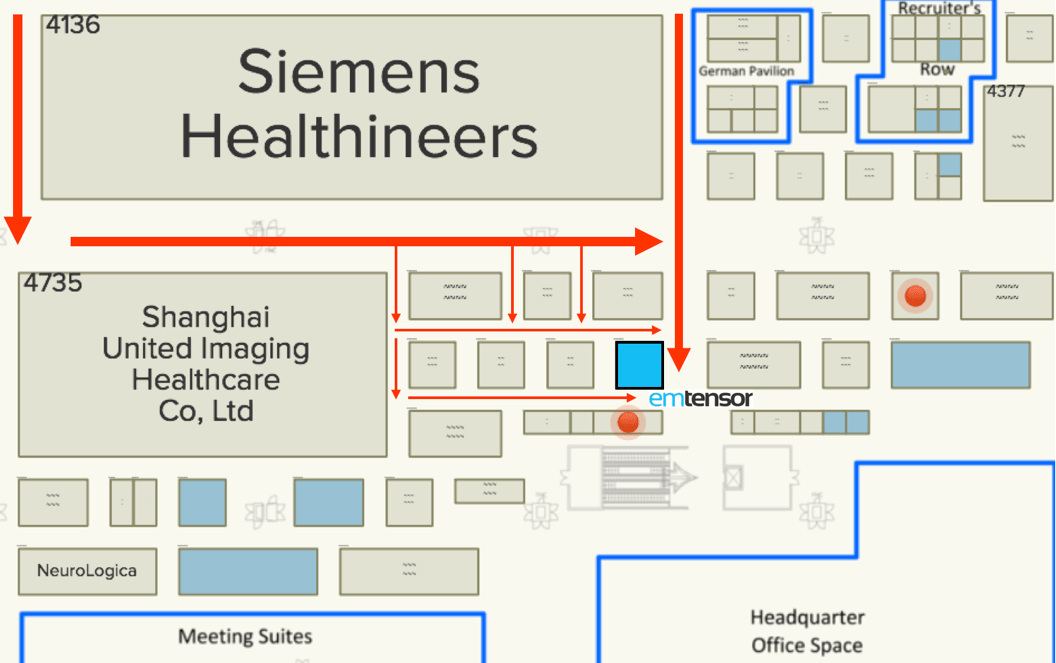 4136
Siemens
Healthineers
Recruiter's
Row
German Pavilion
4377
4735
Shanghai
United Imaging
Healthcare
Co, Ltd
emtensor
NeuroLogica
Meeting Suites
Headquarter
Office Space